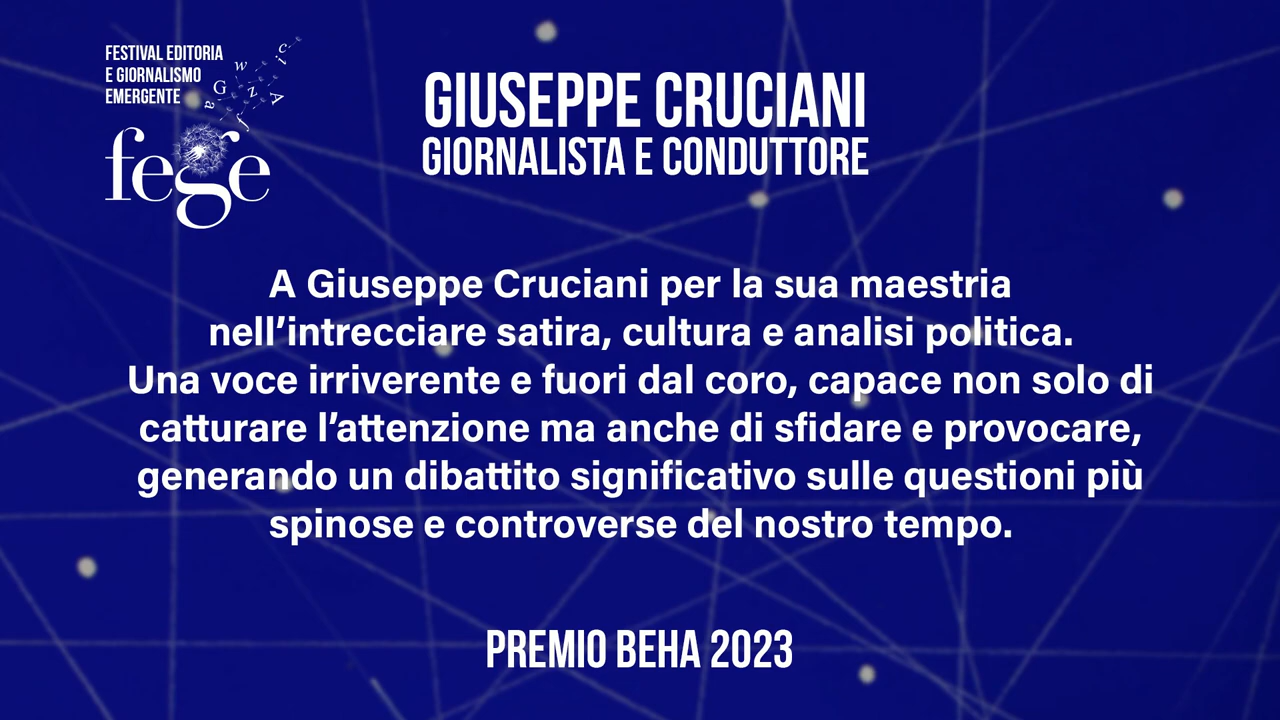 FESTIVAL EDITORIA
E GIORNALISMO
EMERGENTE
fege
GIUSEPPE CRUCIANI
GIORNALISTA E CONDUTTORE
A Giuseppe Cruciani per la sua maestria
nell’intrecciare satira, cultura e analisi politica.
Una voce irriverente e fuori dal coro, capace non solo di
catturare l’attenzione ma anche di sfidare e provocare,
generando un dibattito significativo sulle questioni più
spinose e controverse del nostro tempo.
PREMIO BEHA 2023